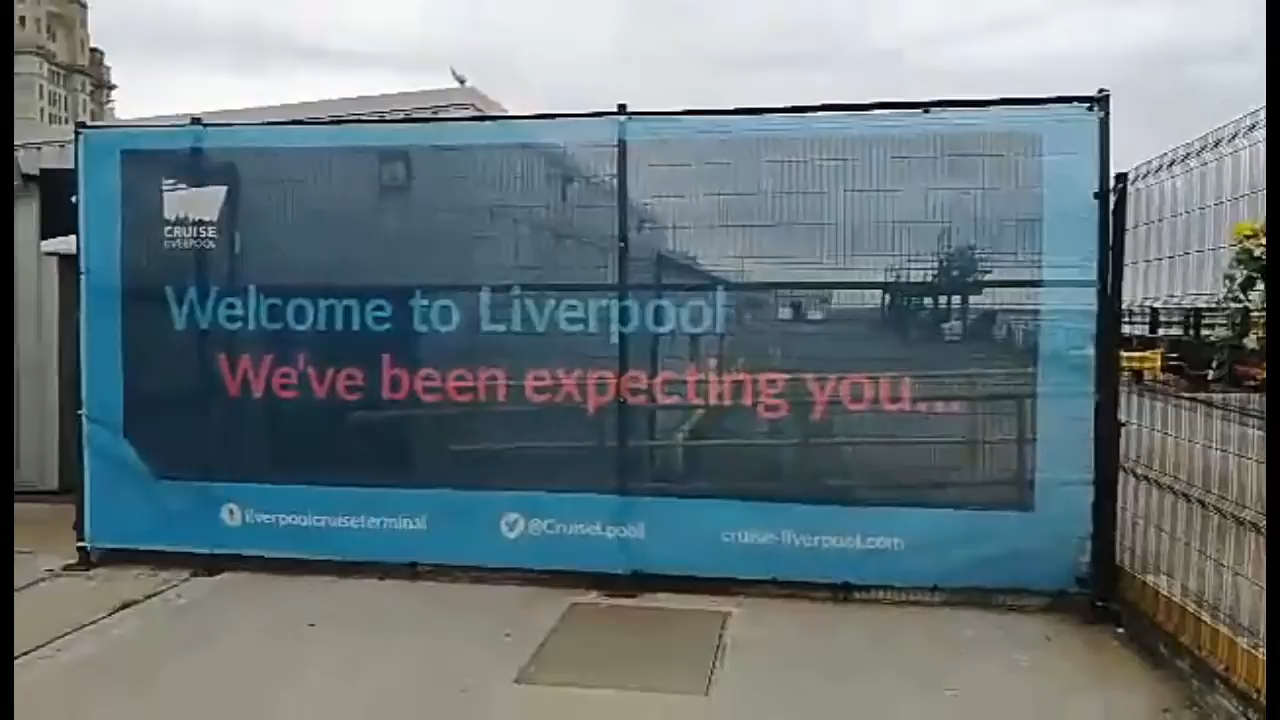 CRUISE
LIVERPOOL
Welcome to Liverpool
We've been expecting you...
liverpoolcruiseterminal
@CruiseLpool
cruise-liverpool.com